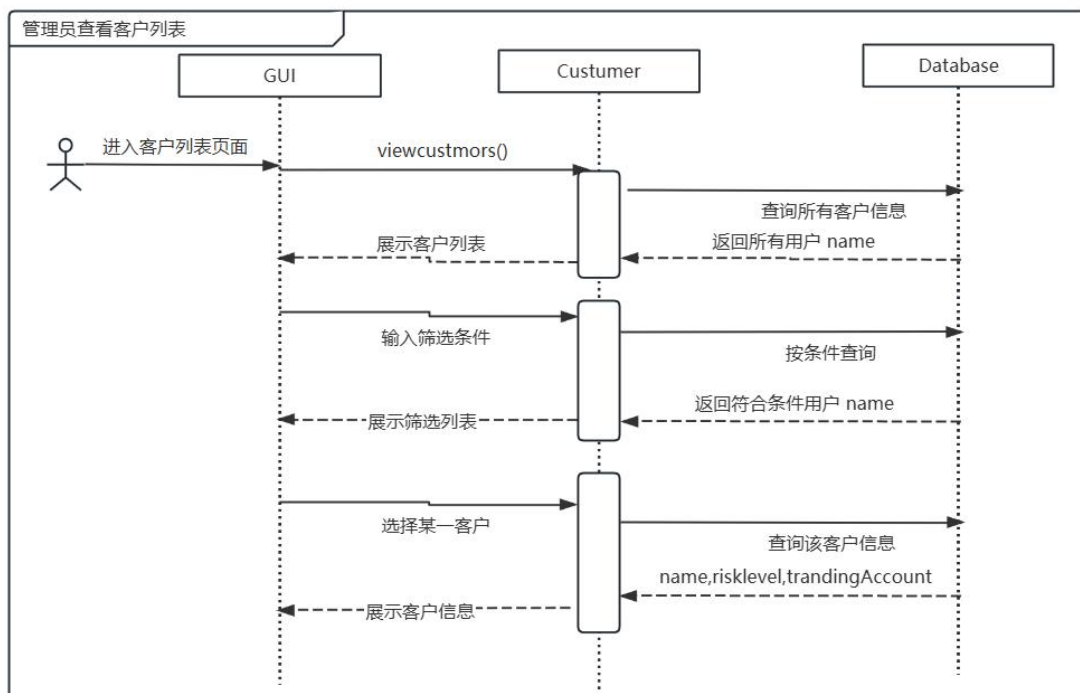 管理员查看客户列表
GUI
Custumer
Database
进入客户列表页面
viewcustmors()
查询所有客户信息
展示客户列表
返回所有用户 name
输入筛选条件
按条件查询
返回符合条件用户 name
展示筛选列表
选择某一客户
查询该客户信息
name,risklevel,trandingAccount
展示客户信息